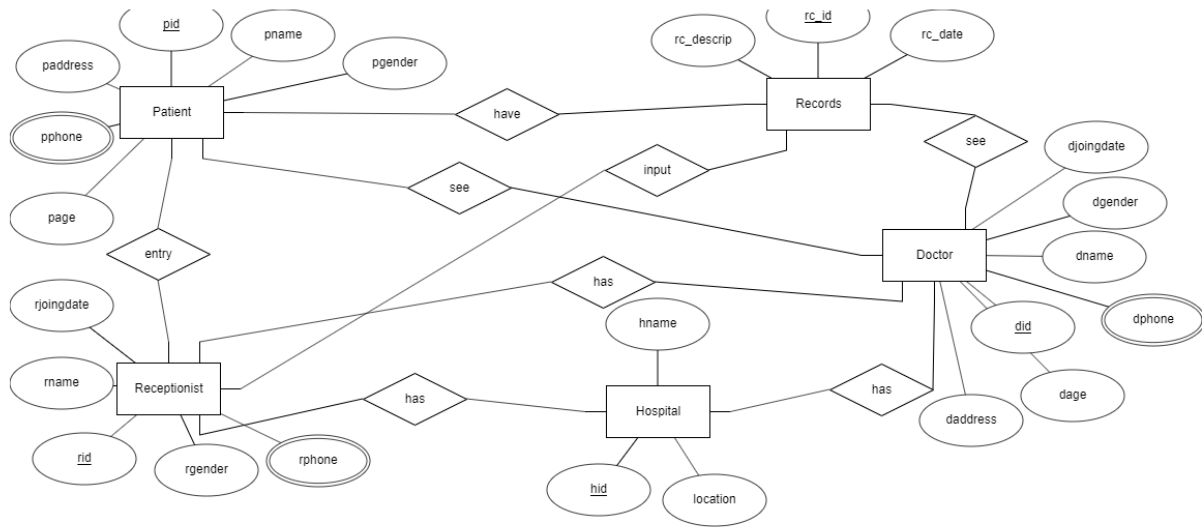 pid
rc_id
pname
rc_descrip
rc_date
paddress
pgender
Patient
Records
have
pphone
see
djoingdate
input
see
page
dgender
entry
Doctor
dname
has
rjoingdate
hname
dphone
did
rname
Receptionist
has
Hospital
has
dage
daddress
rid
rgender
rphone
hid
location